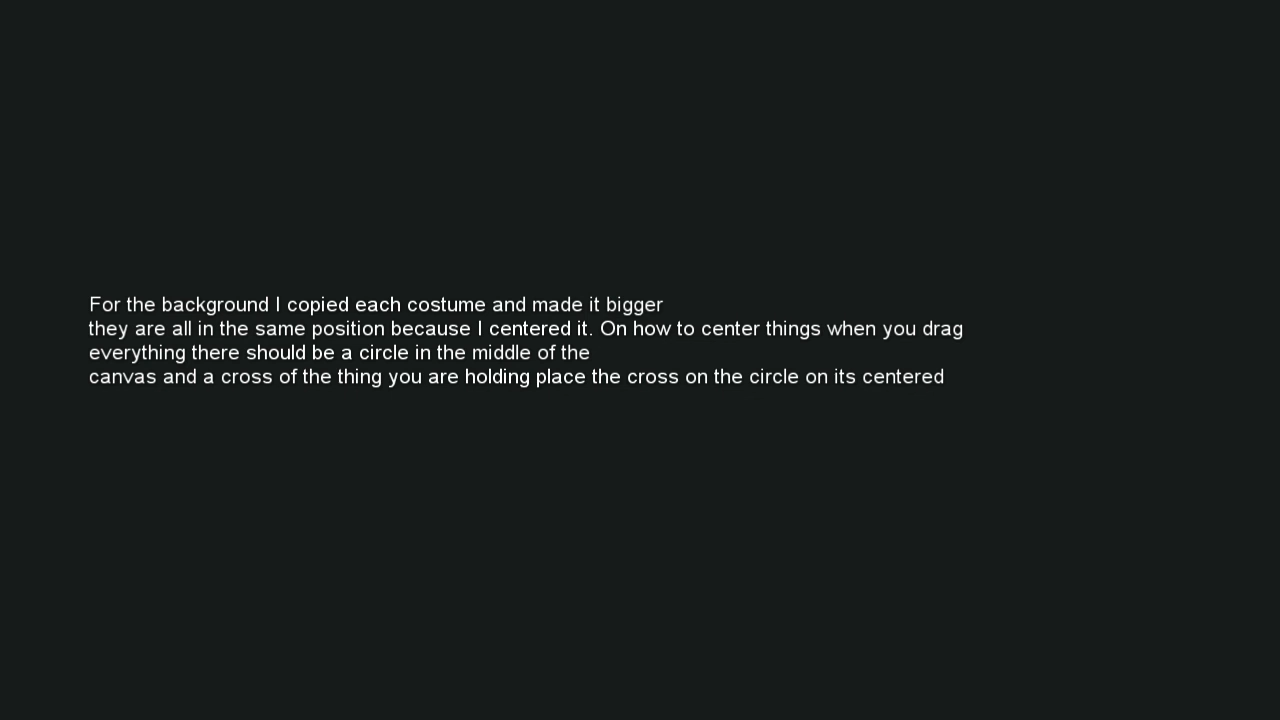 For the background I copied each costume and made it bigger
they are all in the same position because I centered it. On how to center things when you drag
everything there should be a circle in the middle of the
canvas and a cross of the thing you are holding place the cross on the circle on its centered